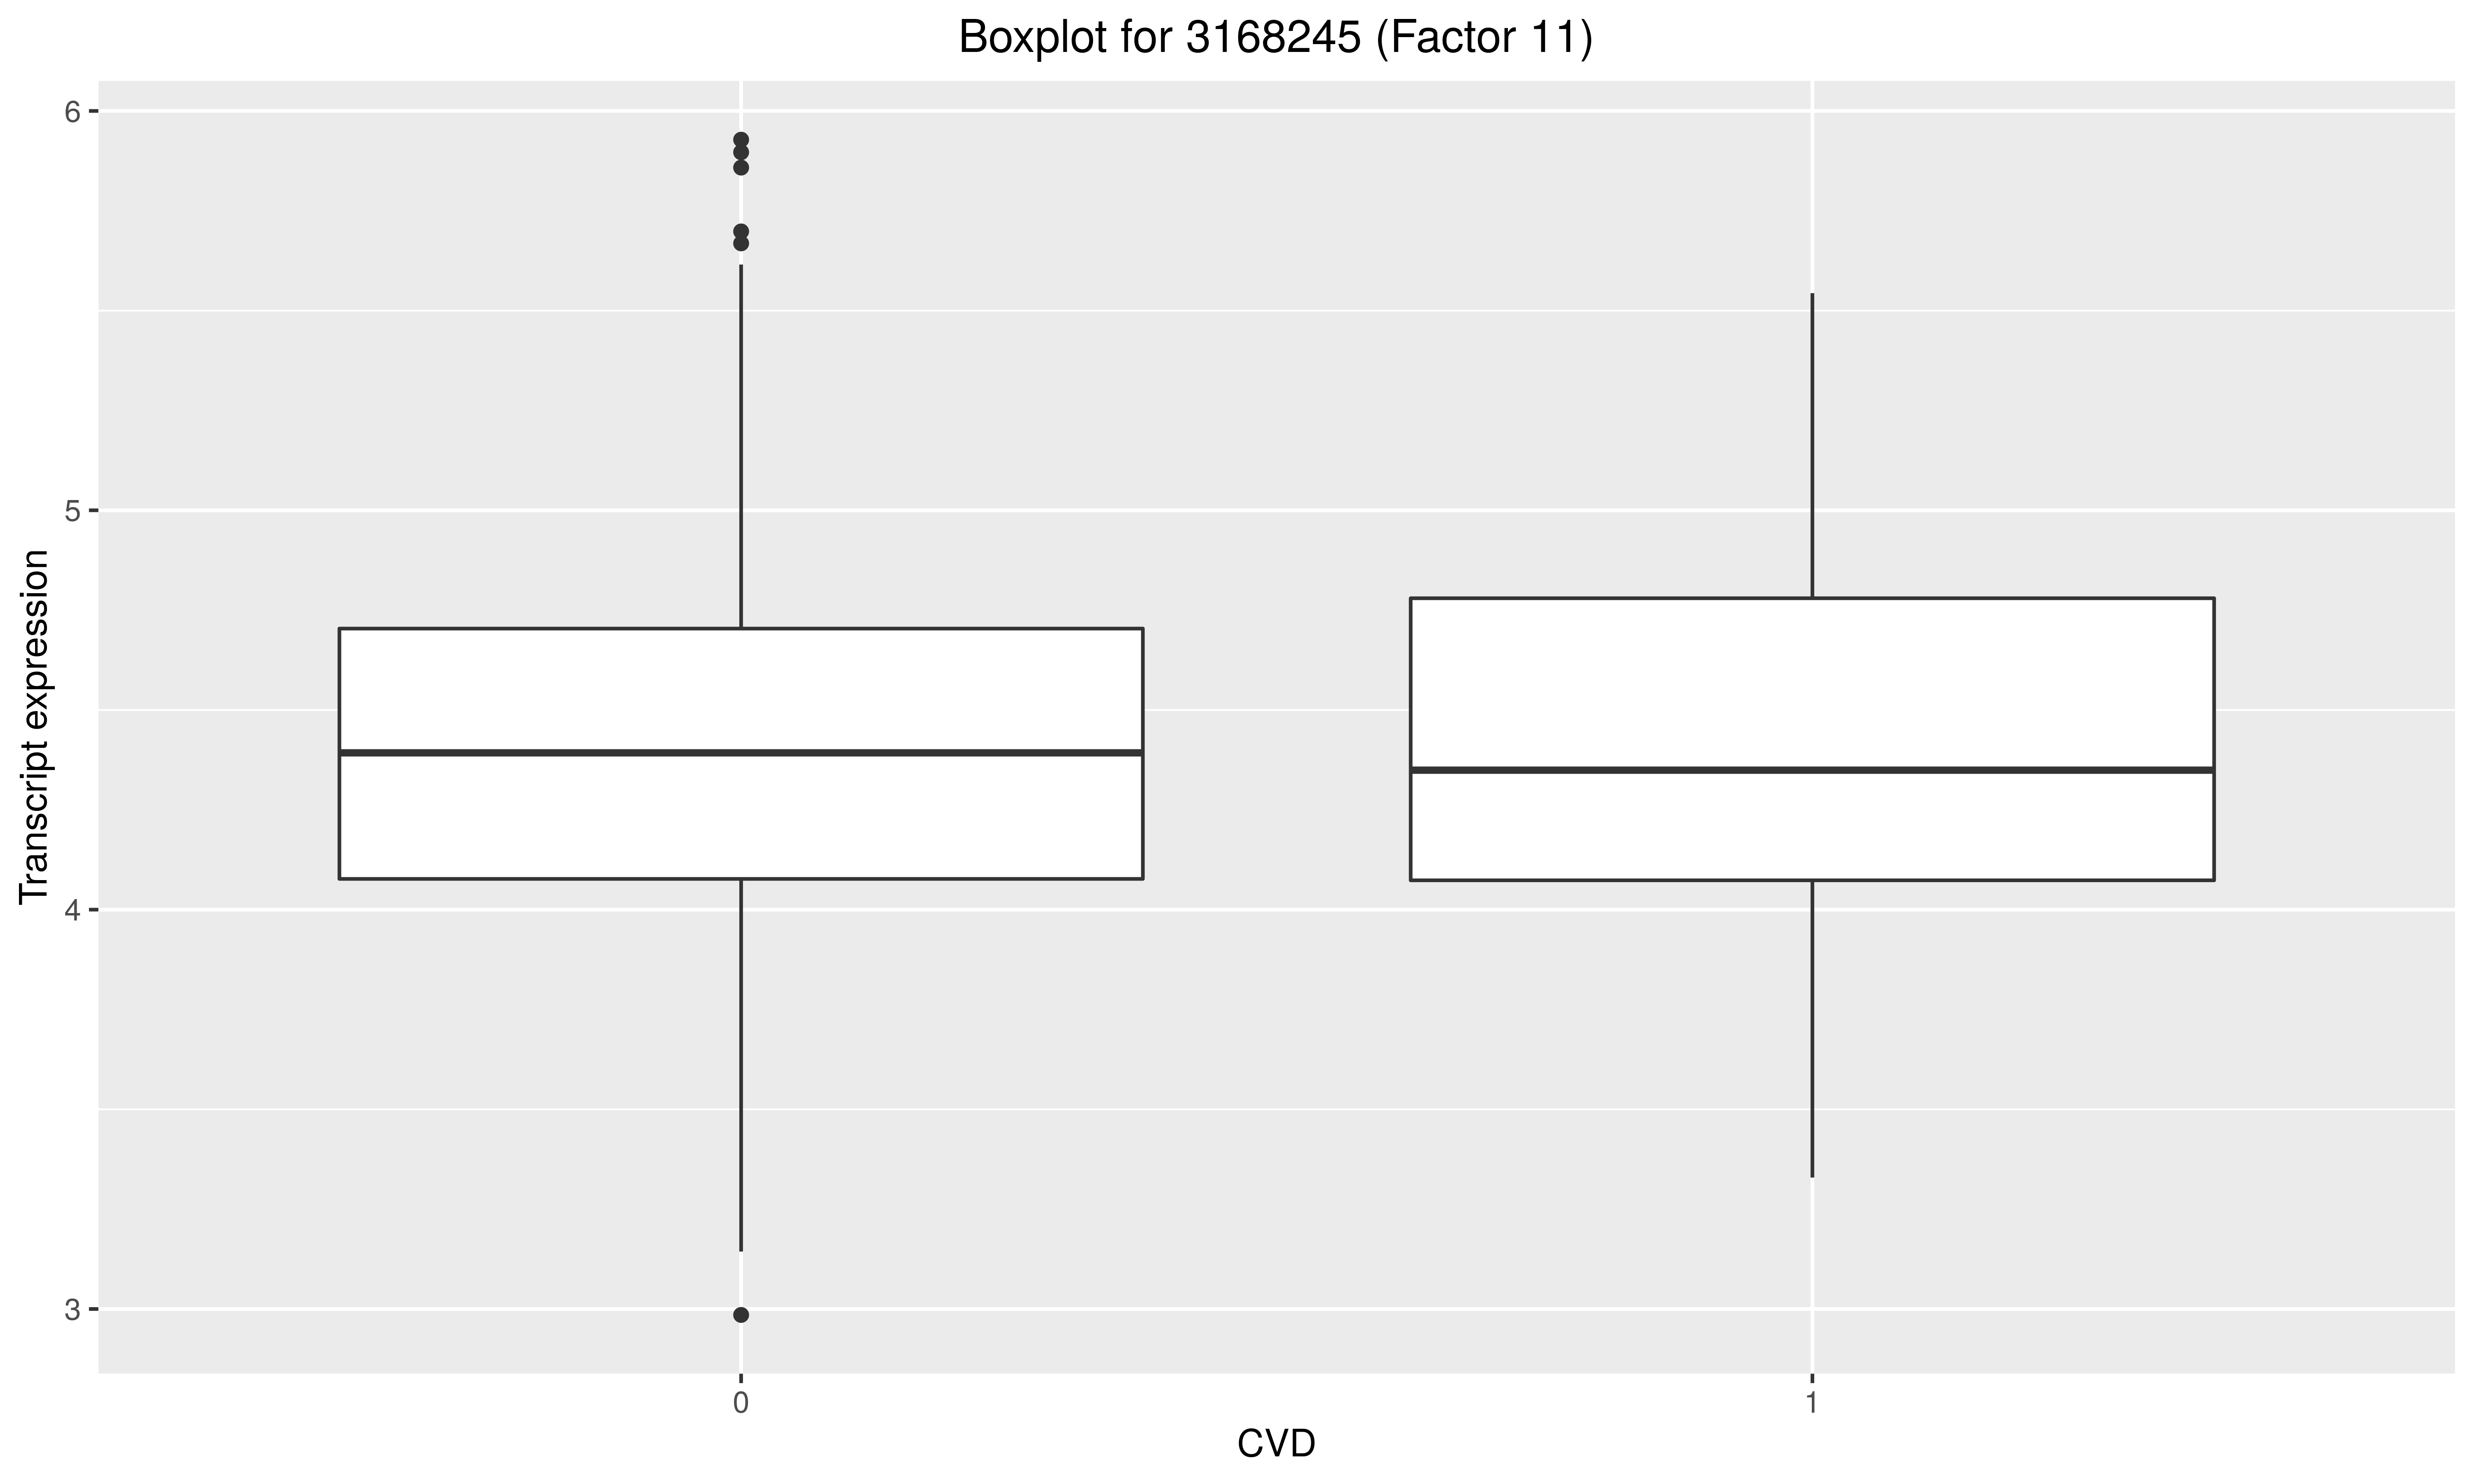 Boxplot for 3168245 (Factor 11)
Transcript expression
6
5
4
3
0
1
CVD